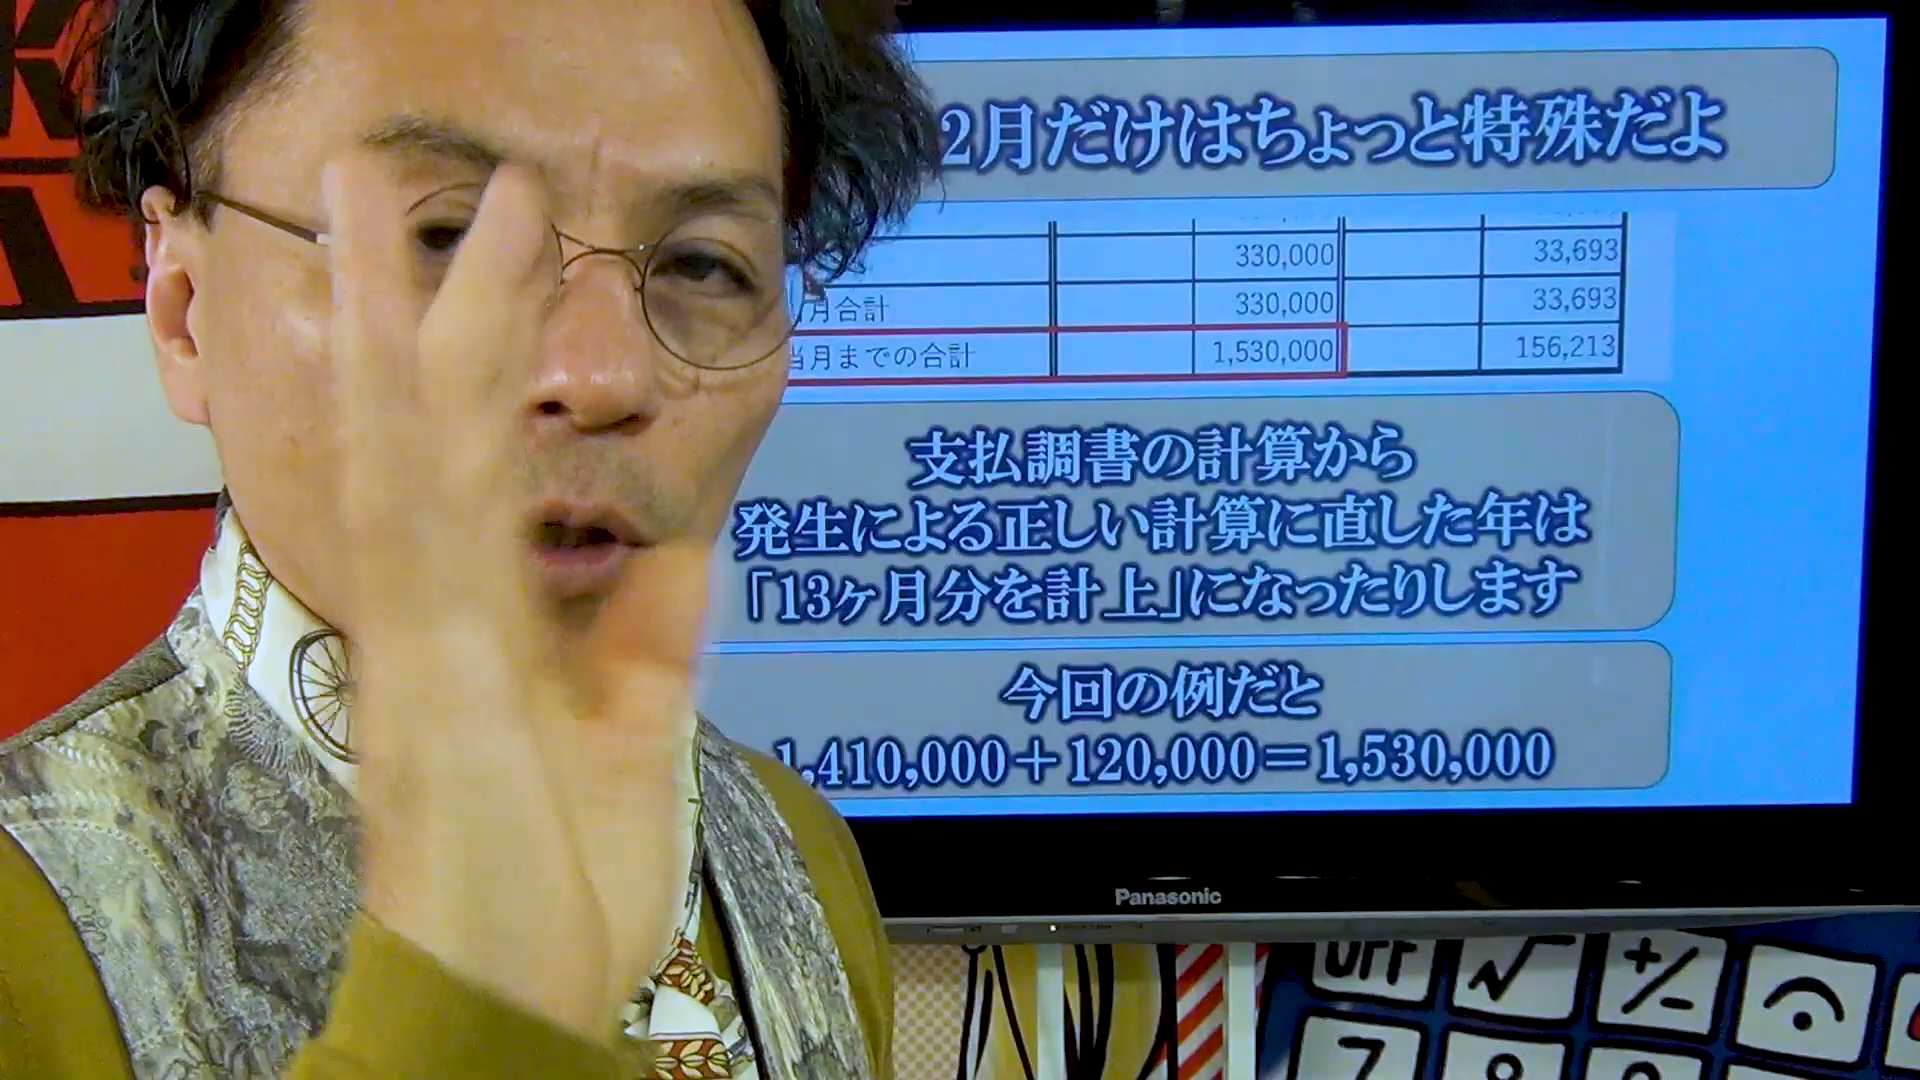 2月だけはちょっと特殊だよ
330,000 33,693
月合計 330,000 33,693
当月までの合計 1,530,000 156,213
支払調書の計算から
発生による正しい計算に直した年は
「13ヶ月分を計上」になったりします
今回の例だと
1,410,000＋120,000＝1,530,000
Panasonic
OFF √ +/−
7